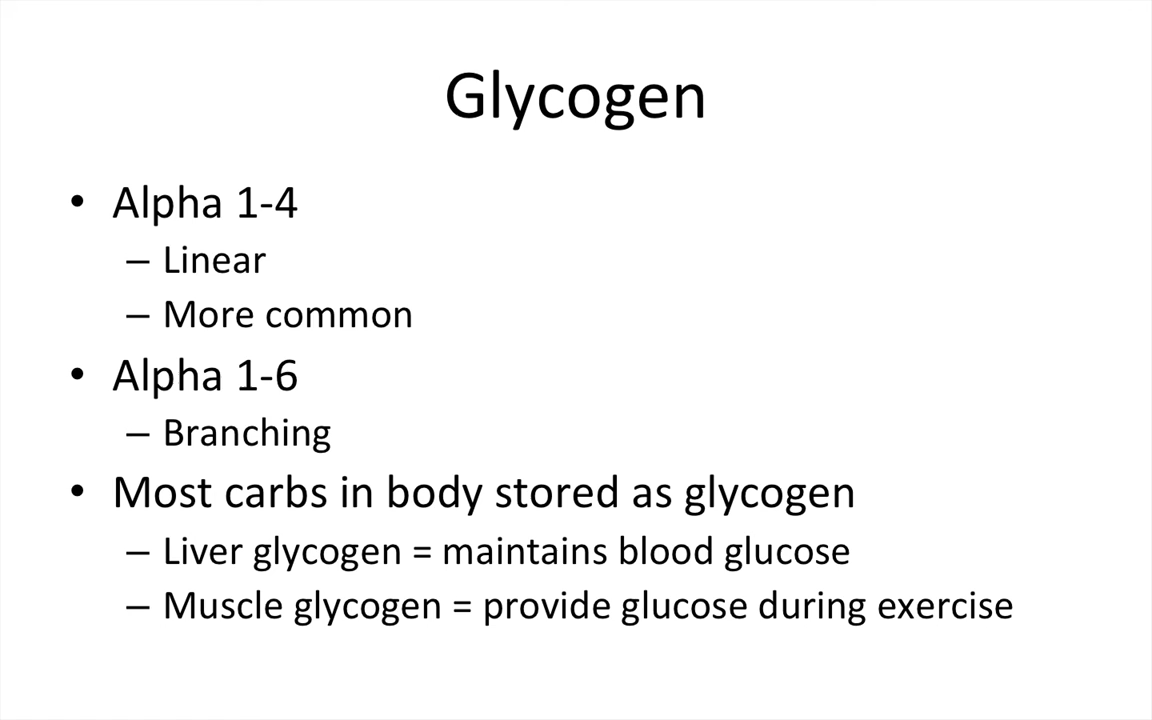 Glycogen
• Alpha 1-4
– Linear
– More common
• Alpha 1-6
– Branching
• Most carbs in body stored as glycogen
– Liver glycogen = maintains blood glucose
– Muscle glycogen = provide glucose during exercise